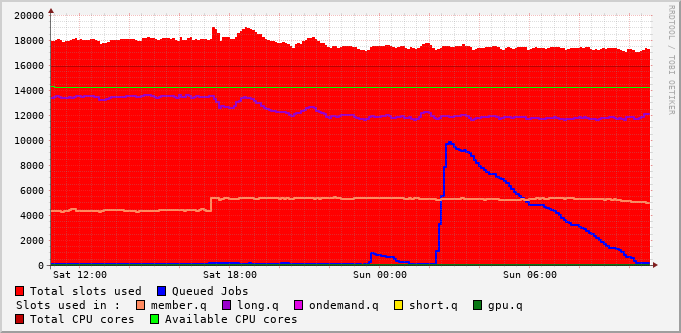 20000
18000
16000
14000
12000
10000
8000
6000
4000
2000
0
Sat 12:00 Sat 18:00 Sun 00:00 Sun 06:00
RRDTOOL / TOBI OETIKER
Total slots used Queued Jobs
Slots used in : member.q long.q ondemand.q short.q gpu.q
Total CPU cores Available CPU cores